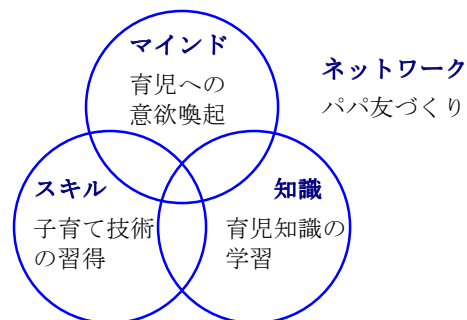 マインド
育児への
意欲喚起
ネットワーク
パパ友づくり
スキル
子育て技術
の習得
知識
育児知識の
学習